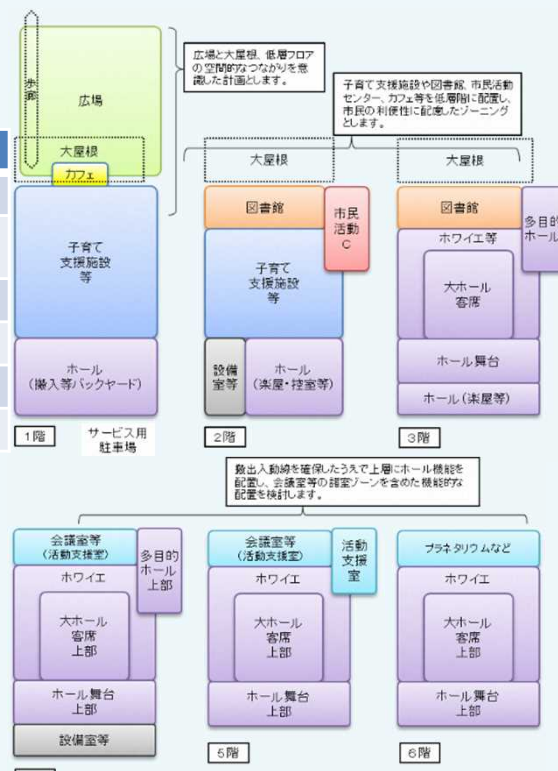 歩廊
広場
大屋根
カフェ
子育て
支援施設
等
ホール
(搬入等バックヤード)
1階
サービス用
駐車場
広場と大屋根、低層フロア
の空間的なつながりを意
識した計画とします。
子育て支援施設や図書館、市民活動
センター、カフェ等を低層階に配置し、
市民の利便性に配慮したゾーニング
とします。
大屋根
図書館
市民
活動
C
子育て
支援施設
等
設備
室等
ホール
(楽屋・控室等)
2階
大屋根
図書館
多目的
ホール
ホワイエ等
大ホール
客席
ホール舞台
ホール(楽屋等)
3階
搬出入動線を確保したうえで上層にホール機能を
配置し、会議室等の諸室ゾーンを含めた機能的な
配置を検討します。
会議室等
(活動支援室)
多目的
ホール
上部
ホワイエ
大ホール
客席
上部
ホール舞台
上部
設備室等
会議室等
(活動支援室)
活動
支援
室
ホワイエ
大ホール
客席
上部
ホール舞台
上部
5階
プラネタリウムなど
ホワイエ
大ホール
客席
上部
ホール舞台
上部
6階